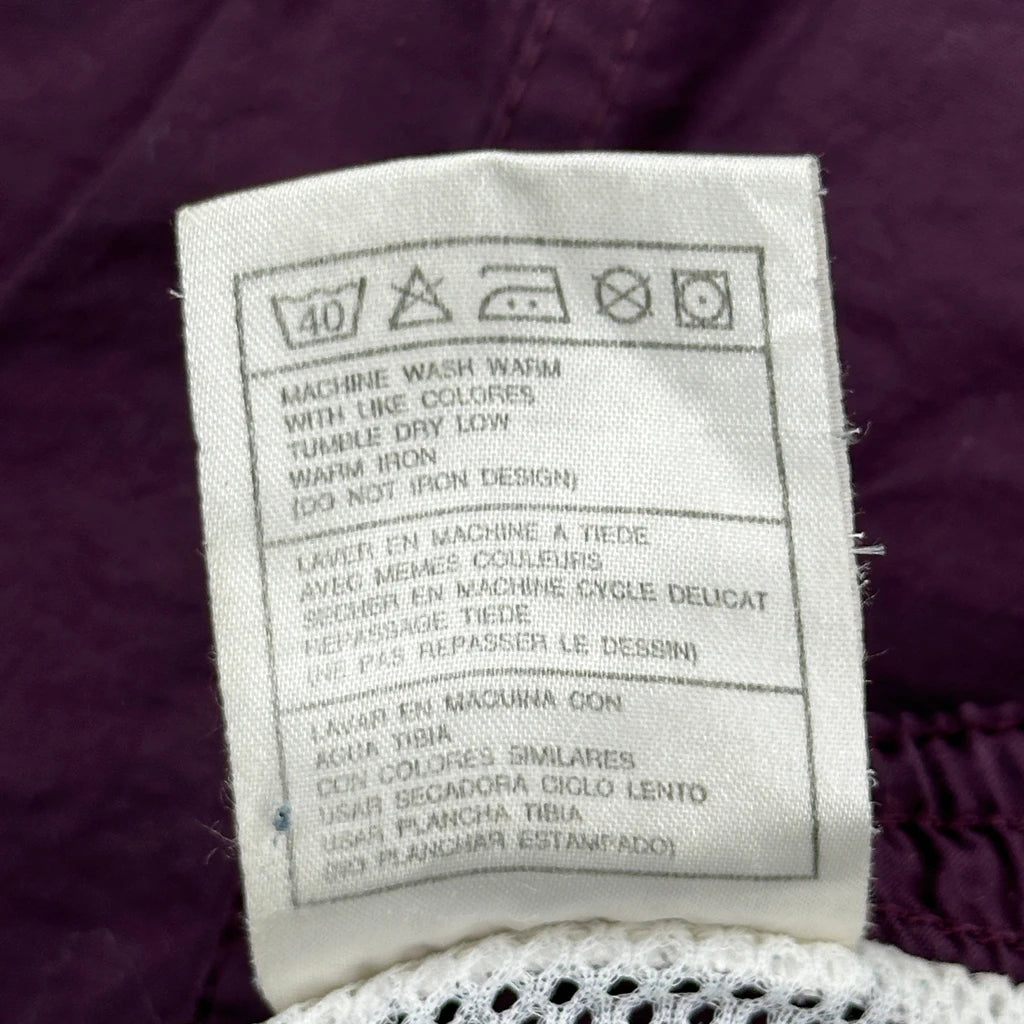 40
MACHINE WASH WARM
WITH LIKE COLORES
TUMBLE DRY LOW
WARM IRON
(DO NOT IRON DESIGN)
LAVER EN MACHINE A TIEDE
AVEC MEMES COULEURS
SECHER EN MACHINE CYCLE DELICAT
REPASSAGE TIEDE
(NE PAS REPASSER LE DESSIN)
LAVAR EN MAQUINA CON
AGUA TIBIA
CON COLORES SIMILARES
USAR SECADORA CICLO LENTO
USAR PLANCHA TIBIA
(NO PLANCHAR ESTAMPADO)